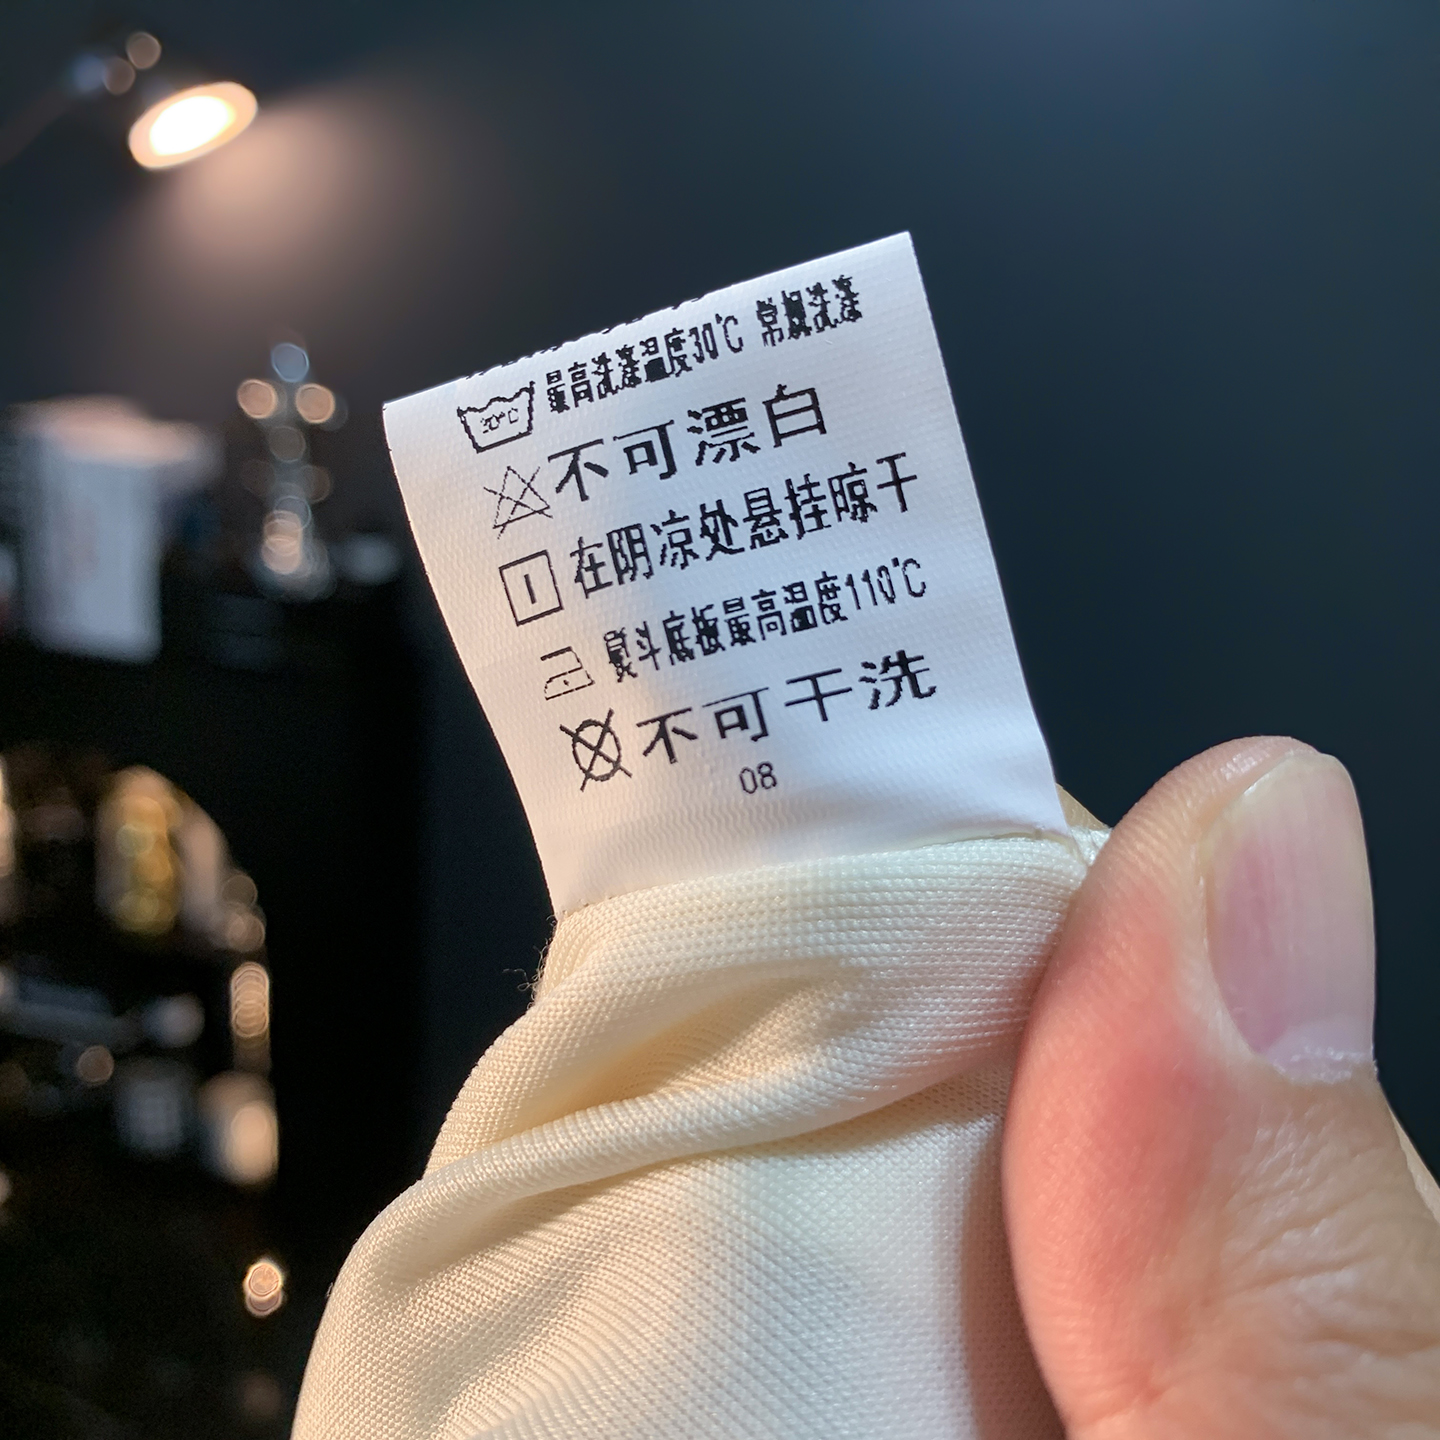 最高洗涤温度30℃ 常规洗涤
30℃
不可漂白
在阴凉处悬挂晾干
熨斗底板最高温度110℃
不可干洗
08